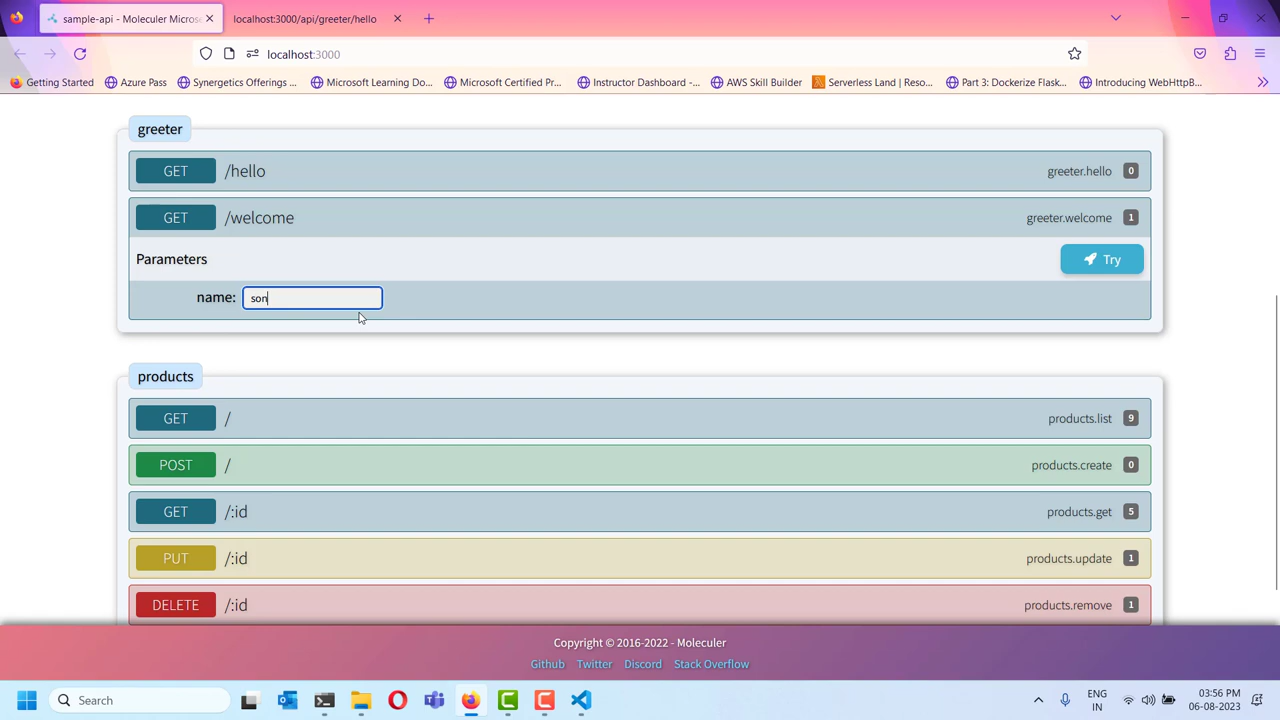 sample-api - Moleculer Microse
localhost:3000/api/greeter/hello
localhost:3000
Getting Started
Azure Pass
Synergetics Offerings ...
Microsoft Learning Do...
Microsoft Certified Pr...
Instructor Dashboard -...
AWS Skill Builder
Serverless Land | Reso...
Part 3: Dockerize Flask...
Introducing WebHttpB...
greeter
GET /hello greeter.hello 0
GET /welcome greeter.welcome 1
Parameters Try
name: son
products
GET / products.list 9
POST / products.create 0
GET /:id products.get 5
PUT /:id products.update 1
DELETE /:id products.remove 1
Copyright © 2016-2022 - Moleculer
Github Twitter Discord Stack Overflow
Search
ENG
IN
03:56 PM
06-08-2023